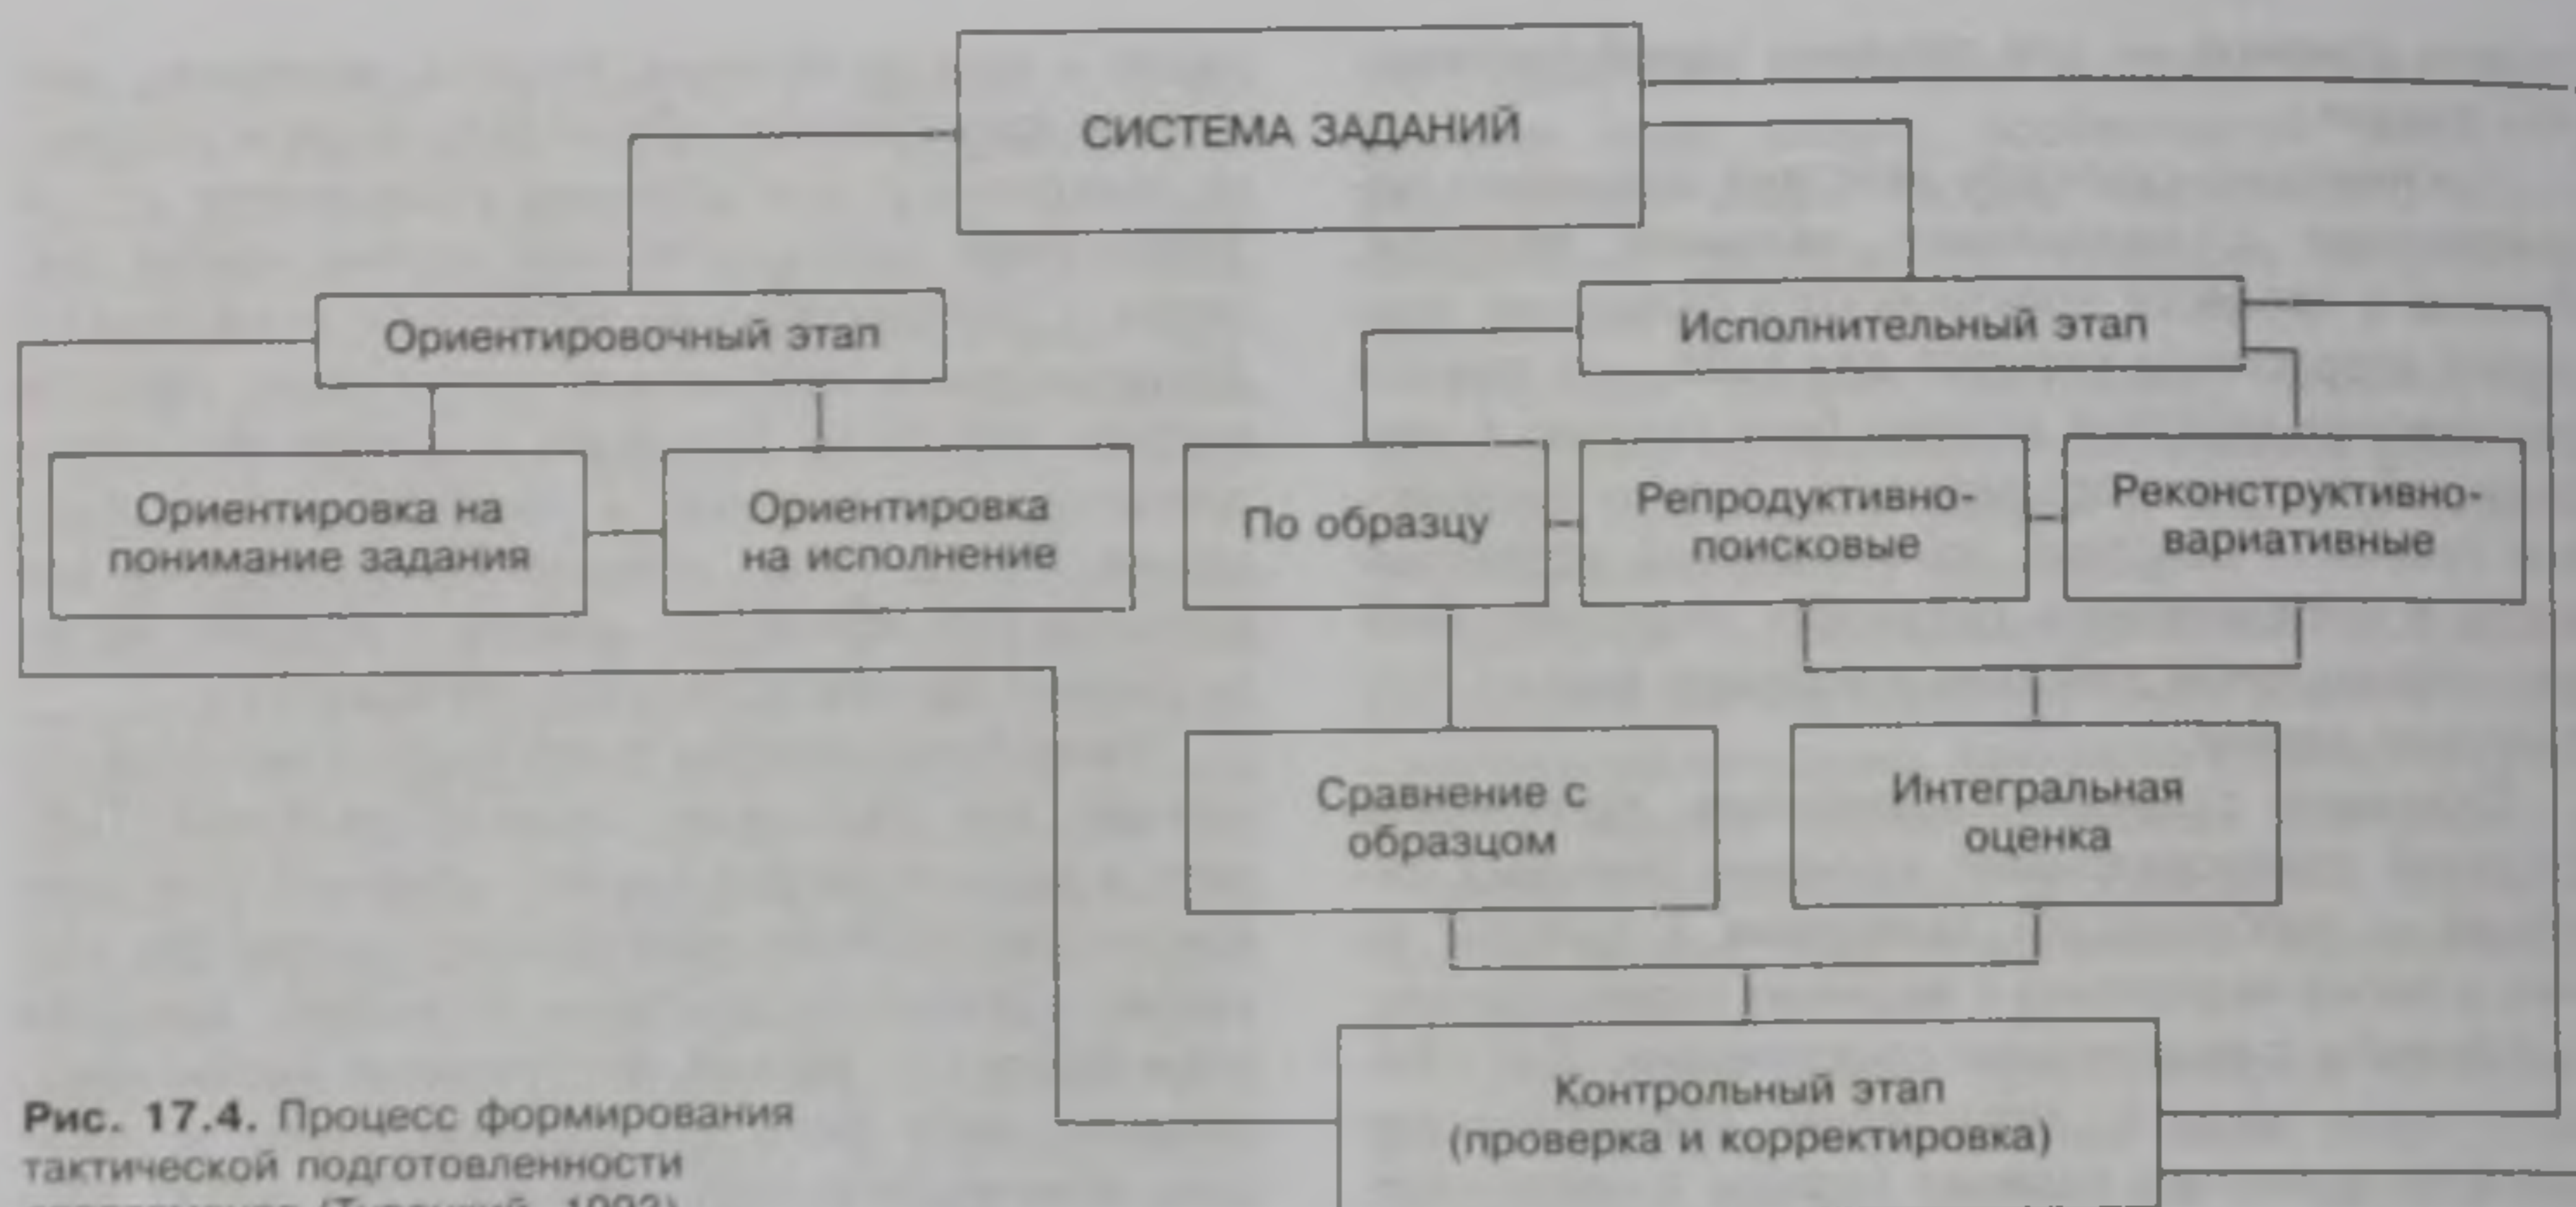 СИСТЕМА ЗАДАНИЙ
Ориентировочный этап
Исполнительный этап
Ориентировка на
понимание задания
Ориентировка
на исполнение
По образцу
Репродуктивно-
поисковые
Реконструктивно-
вариативные
Сравнение с
образцом
Интегральная
оценка
Контрольный этап
(проверка и корректировка)
Рис. 17.4. Процесс формирования
тактической подготовленности